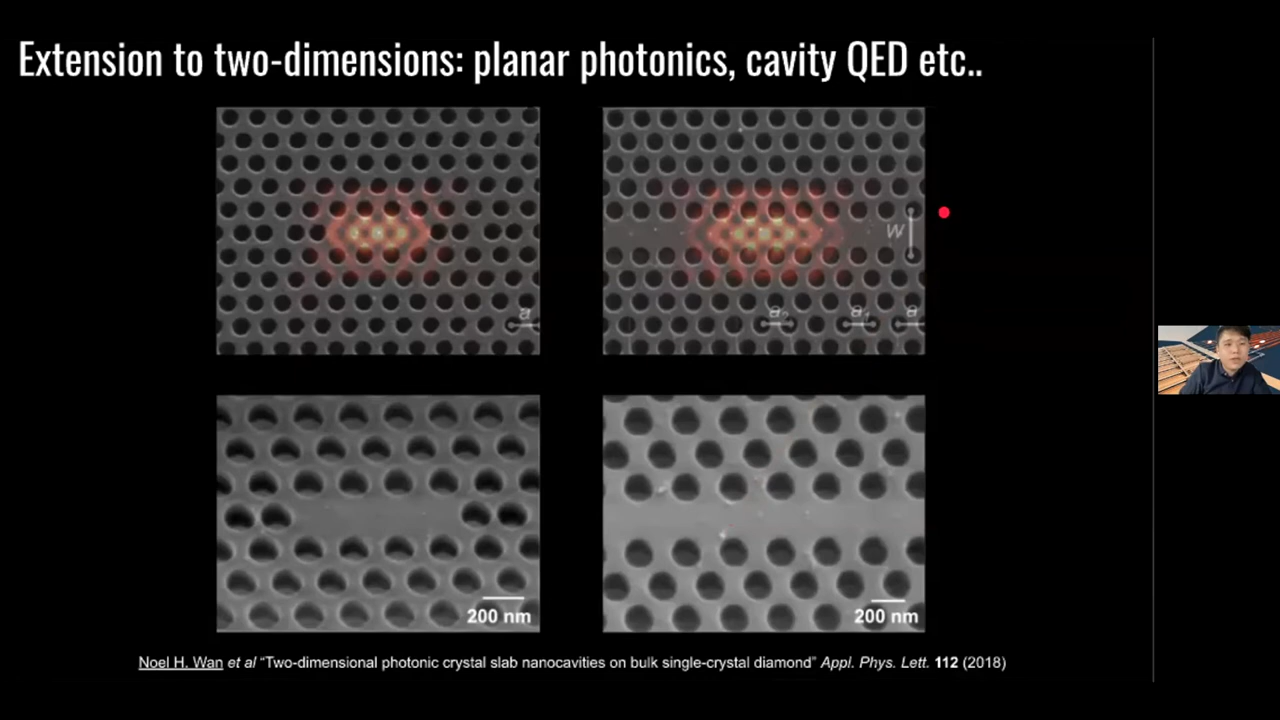 Extension to two-dimensions: planar photonics, cavity QED etc..
a
w
a₂ a₁ a
200 nm
200 nm
Noel H. Wan et al “Two-dimensional photonic crystal slab nanocavities on bulk single-crystal diamond” Appl. Phys. Lett. 112 (2018)